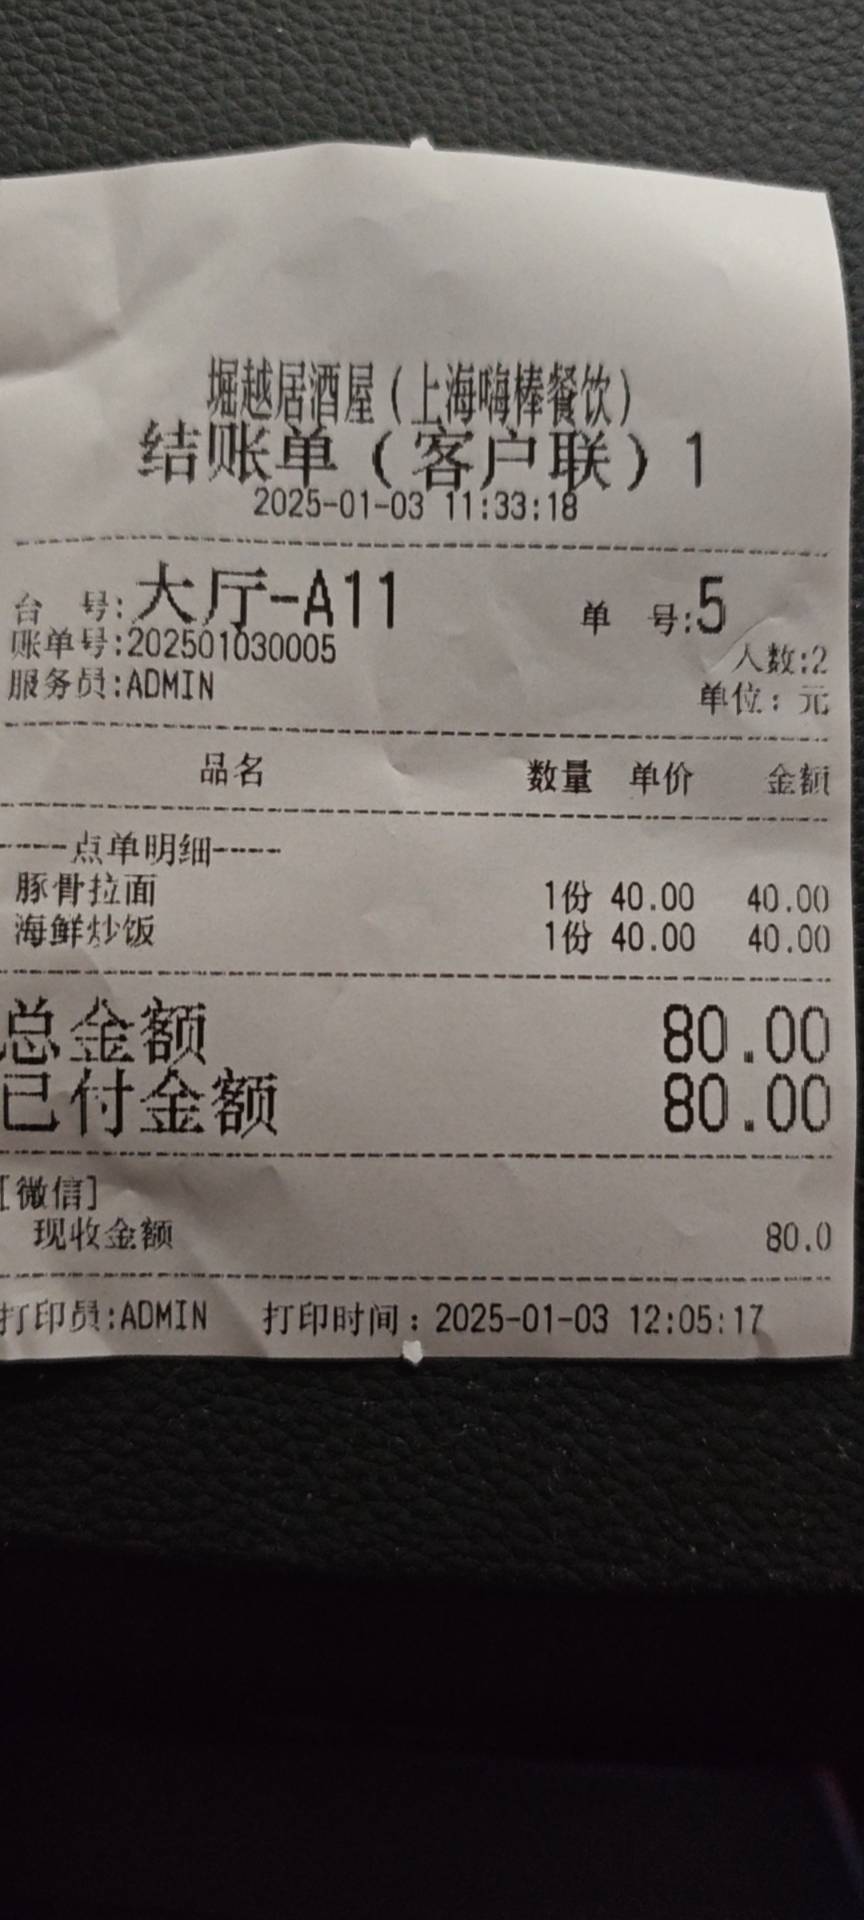 堀越居酒屋(上海嗨棒餐饮)
结账单(客户联)1
2025-01-03 11:33:18
台 号:大厅-A11 单 号:5
账单号:202501030005 人数:2
服务员:ADMIN 单位:元
品名 数量 单价 金额
----点单明细----
豚骨拉面 1份 40.00 40.00
海鲜炒饭 1份 40.00 40.00
总金额 80.00
已付金额 80.00
[微信]
现收金额 80.0
打印员:ADMIN 打印时间:2025-01-03 12:05:17